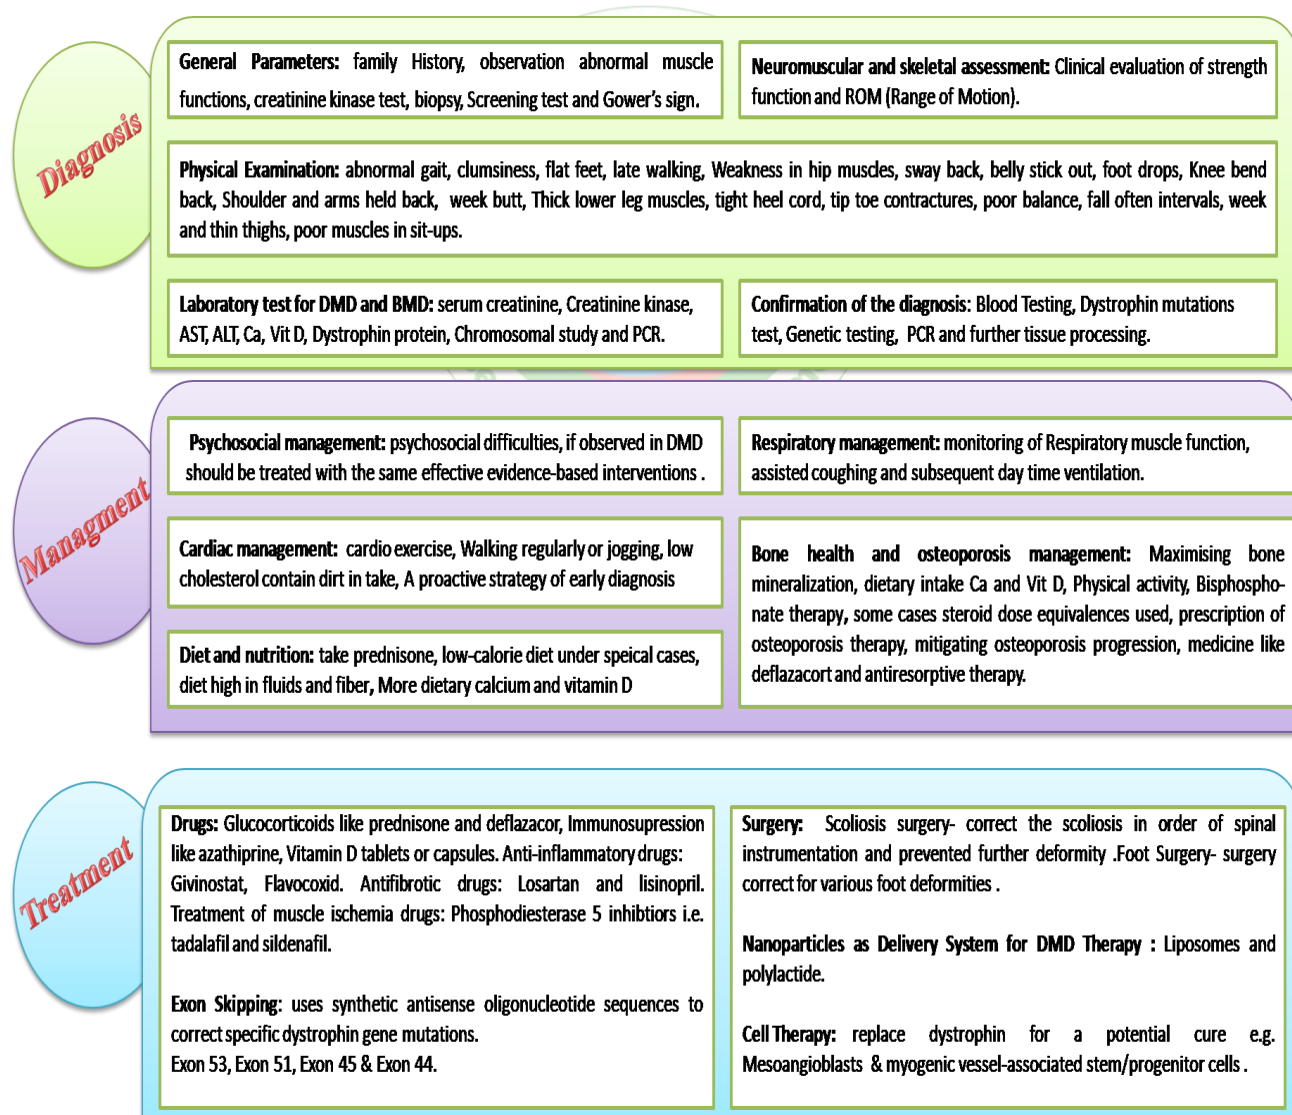 Diagnosis
General Parameters: family History, observation abnormal muscle
functions, creatinine kinase test, biopsy, Screening test and Gower's sign.
Neuromuscular and skeletal assessment: Clinical evaluation of strength
function and ROM (Range of Motion).
Physical Examination: abnormal gait, clumsiness, flat feet, late walking, Weakness in hip muscles, sway back, belly stick out, foot drops, Knee bend
back, Shoulder and arms held back, week butt, Thick lower leg muscles, tight heel cord, tip toe contractures, poor balance, fall often intervals, week
and thin thighs, poor muscles in sit-ups.
Laboratory test for DMD and BMD: serum creatinine, Creatinine kinase,
AST, ALT, Ca, Vit D, Dystrophin protein, Chromosomal study and PCR.
Confirmation of the diagnosis: Blood Testing, Dystrophin mutations
test, Genetic testing, PCR and further tissue processing.
Managment
Psychosocial management: psychosocial difficulties, if observed in DMD
should be treated with the same effective evidence-based interventions .
Respiratory management: monitoring of Respiratory muscle function,
assisted coughing and subsequent day time ventilation.
Cardiac management: cardio exercise, Walking regularly or jogging, low
cholesterol contain dirt in take, A proactive strategy of early diagnosis
Bone health and osteoporosis management: Maximising bone
mineralization, dietary intake Ca and Vit D, Physical activity, Bisphospho-
nate therapy, some cases steroid dose equivalences used, prescription of
osteoporosis therapy, mitigating osteoporosis progression, medicine like
deflazacort and antiresorptive therapy.
Diet and nutrition: take prednisone, low-calorie diet under speical cases,
diet high in fluids and fiber, More dietary calcium and vitamin D
Treatment
Drugs: Glucocorticoids like prednisone and deflazacor, Immunosupression
like azathiprine, Vitamin D tablets or capsules. Anti-inflammatory drugs:
Givinostat, Flavocoxid. Antifibrotic drugs: Losartan and lisinopril.
Treatment of muscle ischemia drugs: Phosphodiesterase 5 inhibtiors i.e.
tadalafil and sildenafil.
Exon Skipping: uses synthetic antisense oligonucleotide sequences to
correct specific dystrophin gene mutations.
Exon 53, Exon 51, Exon 45 & Exon 44.
Surgery: Scoliosis surgery- correct the scoliosis in order of spinal
instrumentation and prevented further deformity .Foot Surgery- surgery
correct for various foot deformities .
Nanoparticles as Delivery System for DMD Therapy : Liposomes and
polylactide.
Cell Therapy: replace dystrophin for a potential cure e.g.
Mesoangioblasts & myogenic vessel-associated stem/progenitor cells .